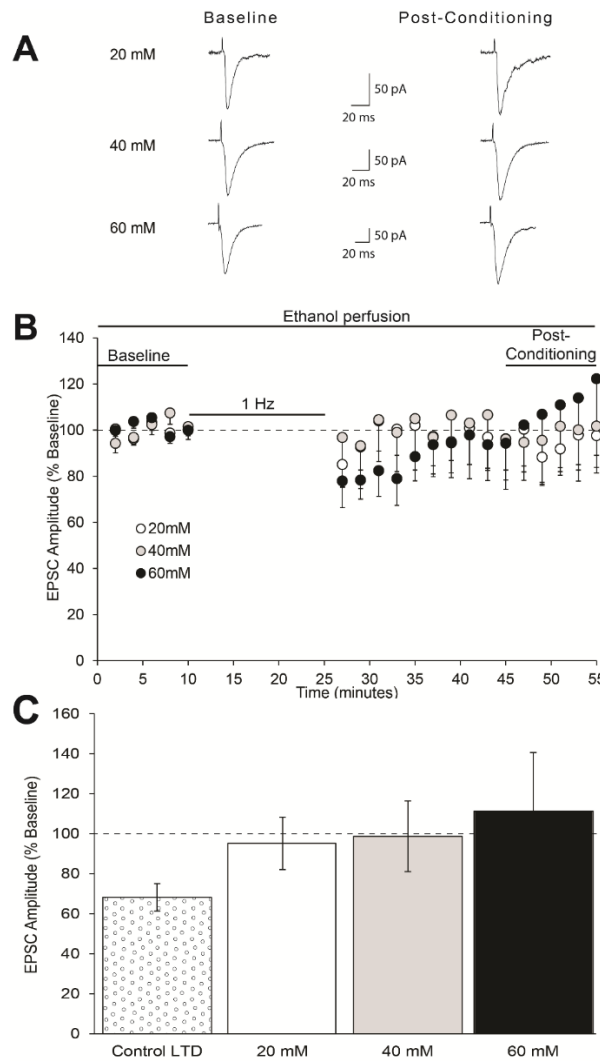 Baseline Post-Conditioning
A
20 mM
50 pA
20 ms
40 mM
50 pA
20 ms
60 mM
50 pA
20 ms
B
Ethanol perfusion
Baseline
Post-
Conditioning
1 Hz
EPSC Amplitude (% Baseline)
140
120
100
80
60
40
20
0
20mM
40mM
60mM
0 5 10 15 20 25 30 35 40 45 50 55
Time (minutes)
C
EPSC Amplitude (% Baseline)
160
140
120
100
80
60
40
20
0
Control LTD 20 mM 40 mM 60 mM